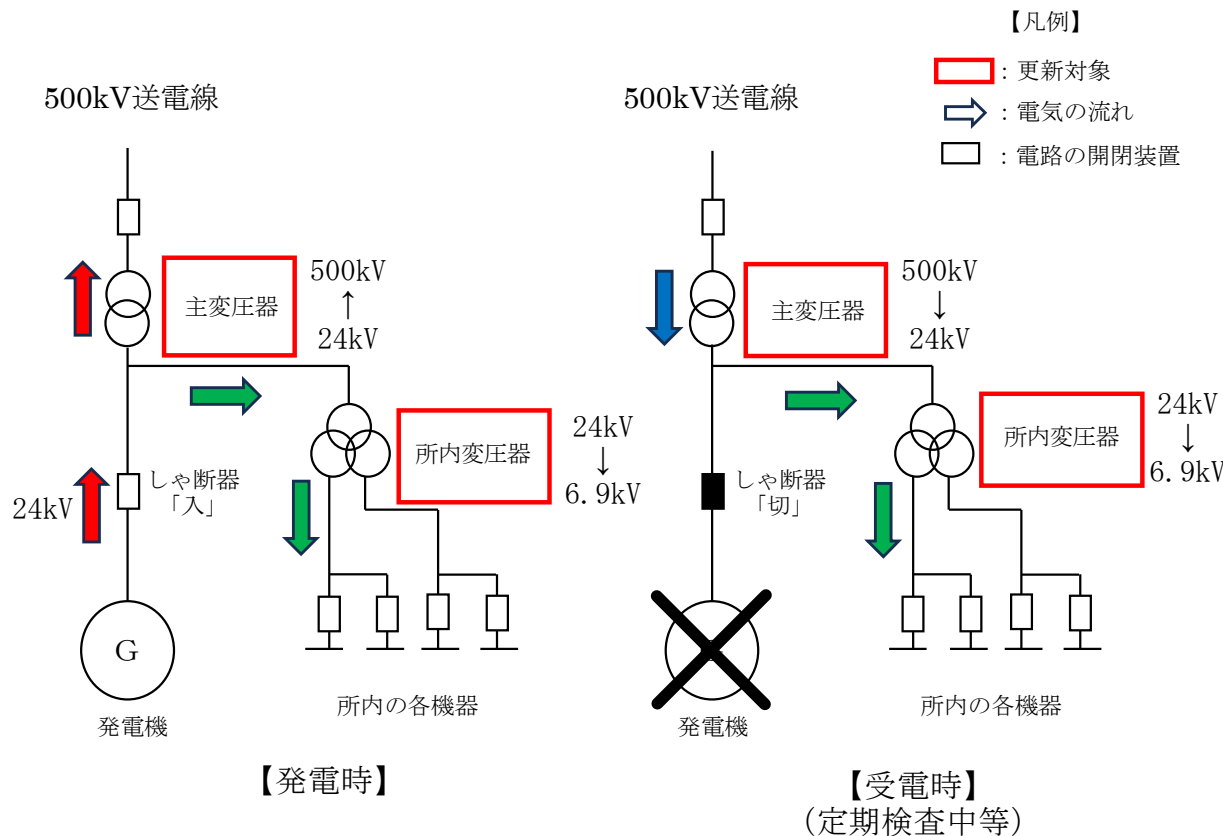 【凡例】
：更新対象
：電気の流れ
：電路の開閉装置
500kV送電線
主変圧器
500kV
↑
24kV
所内変圧器
24kV
↓
6.9kV
しゃ断器
「入」
24kV
G
発電機
所内の各機器
【発電時】
500kV送電線
主変圧器
500kV
↓
24kV
所内変圧器
24kV
↓
6.9kV
しゃ断器
「切」
発電機
所内の各機器
【受電時】
（定期検査中等）